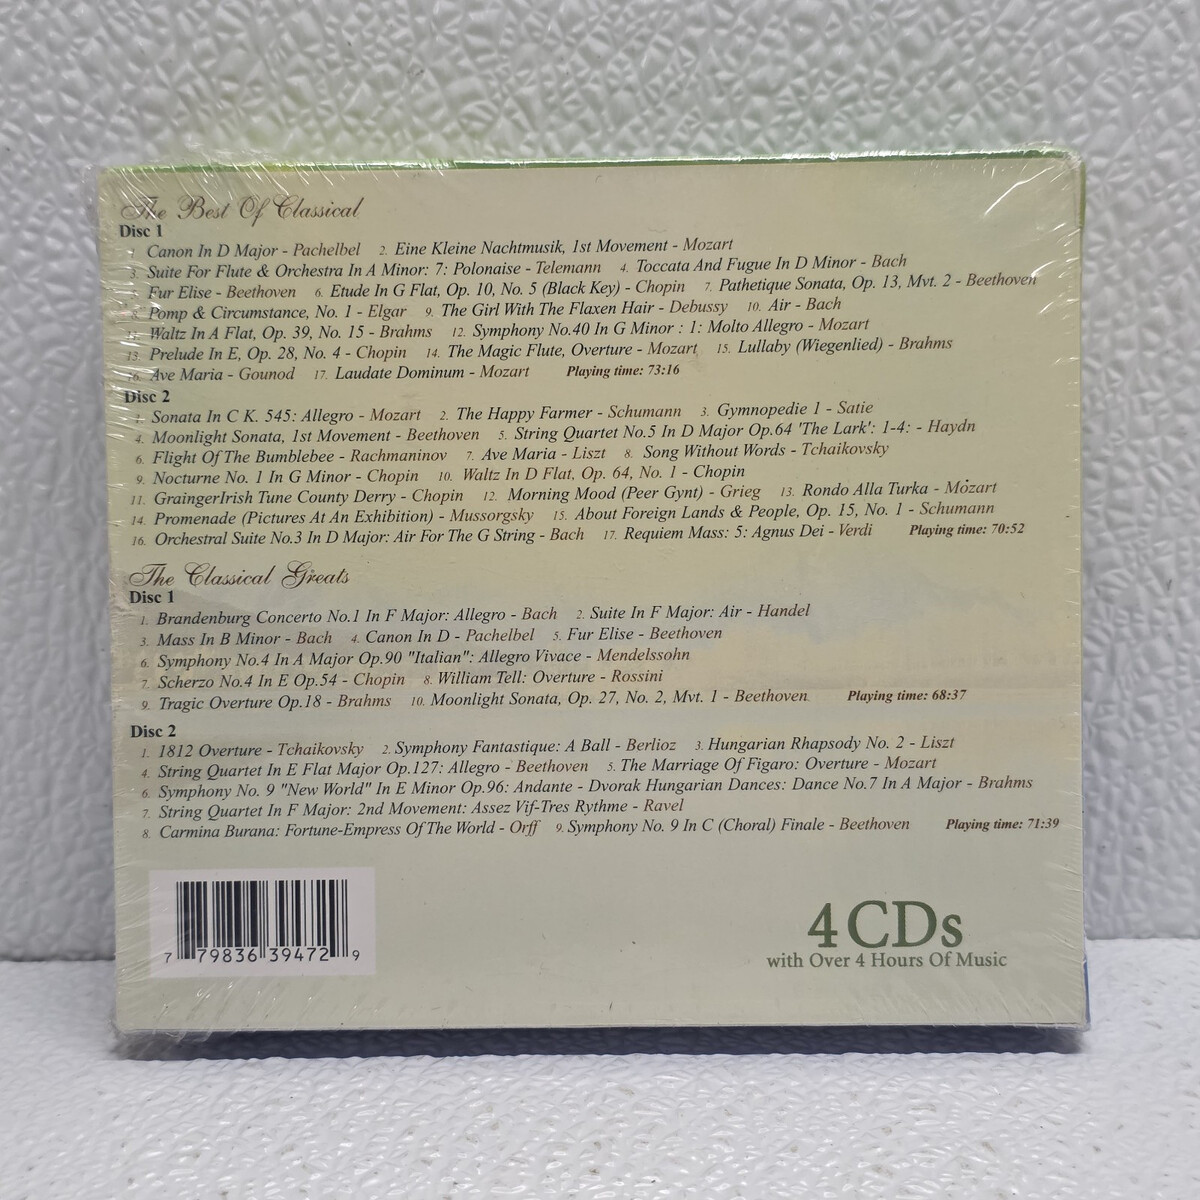 The Best Of Classical
Disc 1
1. Canon In D Major - Pachelbel 2. Eine Kleine Nachtmusik, 1st Movement - Mozart
3. Suite For Flute & Orchestra In A Minor: 7: Polonaise - Telemann 4. Toccata And Fugue In D Minor - Bach
5. Fur Elise - Beethoven 6. Etude In G Flat, Op. 10, No. 5 (Black Key) - Chopin 7. Pathetique Sonata, Op. 13, Mvt. 2 - Beethoven
8. Pomp & Circumstance, No. 1 - Elgar 9. The Girl With The Flaxen Hair - Debussy 10. Air - Bach
11. Waltz In A Flat, Op. 39, No. 15 - Brahms 12. Symphony No.40 In G Minor : 1: Molto Allegro - Mozart
13. Prelude In E, Op. 28, No. 4 - Chopin 14. The Magic Flute, Overture - Mozart 15. Lullaby (Wiegenlied) - Brahms
16. Ave Maria - Gounod 17. Laudate Dominum - Mozart Playing time: 73:16
Disc 2
1. Sonata In C K. 545: Allegro - Mozart 2. The Happy Farmer - Schumann 3. Gymnopedie 1 - Satie
4. Moonlight Sonata, 1st Movement - Beethoven 5. String Quartet No.5 In D Major Op.64 'The Lark': 1-4: - Haydn
6. Flight Of The Bumblebee - Rachmaninov 7. Ave Maria - Liszt 8. Song Without Words - Tchaikovsky
9. Nocturne No. 1 In G Minor - Chopin 10. Waltz In D Flat, Op. 64, No. 1 - Chopin
11. GraingerIrish Tune County Derry - Chopin 12. Morning Mood (Peer Gynt) - Grieg 13. Rondo Alla Turka - Mozart
14. Promenade (Pictures At An Exhibition) - Mussorgsky 15. About Foreign Lands & People, Op. 15, No. 1 - Schumann
16. Orchestral Suite No.3 In D Major: Air For The G String - Bach 17. Requiem Mass: 5: Agnus Dei - Verdi Playing time: 70:52
The Classical Greats
Disc 1
1. Brandenburg Concerto No.1 In F Major: Allegro - Bach 2. Suite In F Major: Air - Handel
3. Mass In B Minor - Bach 4. Canon In D - Pachelbel 5. Fur Elise - Beethoven
6. Symphony No.4 In A Major Op.90 "Italian": Allegro Vivace - Mendelssohn
7. Scherzo No.4 In E Op.54 - Chopin 8. William Tell: Overture - Rossini
9. Tragic Overture Op.18 - Brahms 10. Moonlight Sonata, Op. 27, No. 2, Mvt. 1 - Beethoven. Playing time: 68:37
Disc 2
1. 1812 Overture - Tchaikovsky 2. Symphony Fantastique: A Ball - Berlioz 3. Hungarian Rhapsody No. 2 - Liszt
4. String Quartet In E Flat Major Op.127: Allegro - Beethoven 5. The Marriage Of Figaro: Overture - Mozart
6. Symphony No. 9 "New World" In E Minor Op.96: Andante - Dvorak Hungarian Dances: Dance No.7 In A Major - Brahms
7. String Quartet In F Major: 2nd Movement: Assez Vif-Tres Rythme - Ravel
8. Carmina Burana: Fortune-Empress Of The World - Orff 9. Symphony No. 9 In C (Choral) Finale - Beethoven Playing time: 71:39
7 79836 39472 9
4 CDs
with Over 4 Hours Of Music